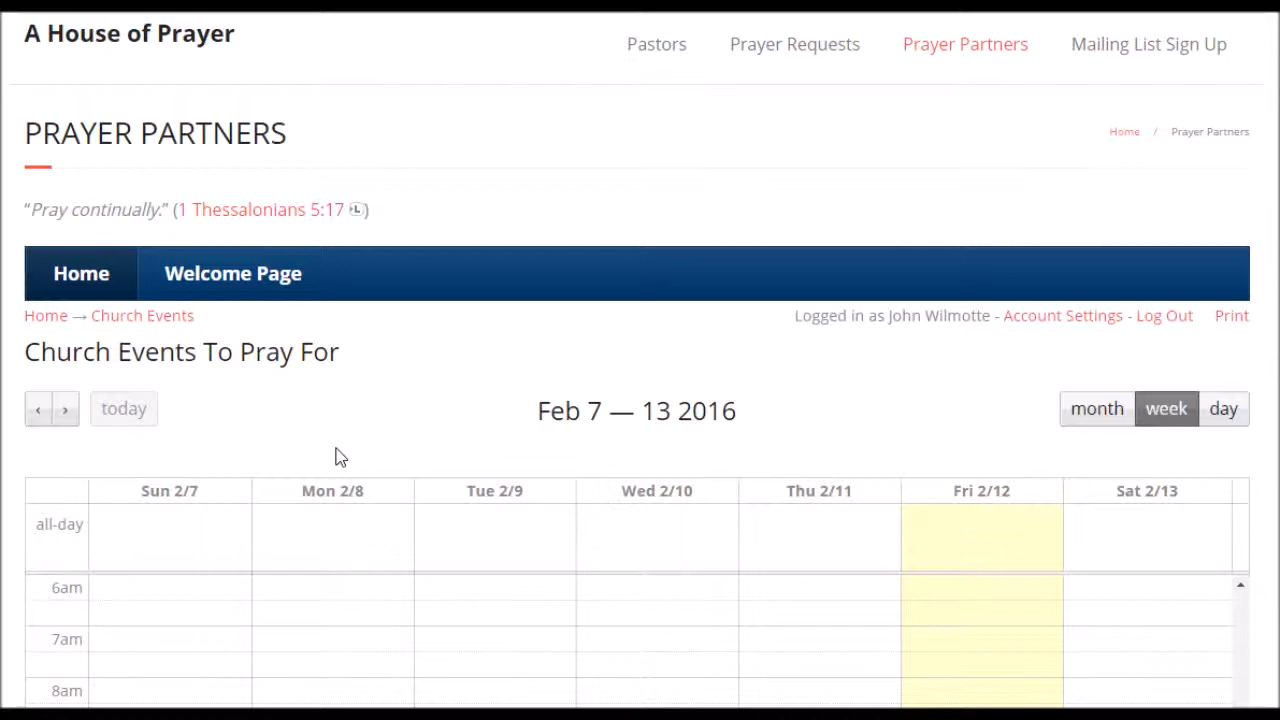 A House of Prayer
Pastors Prayer Requests Prayer Partners Mailing List Sign Up
PRAYER PARTNERS
Home / Prayer Partners
“Pray continually.” (1 Thessalonians 5:17 )
Home Welcome Page
Home → Church Events
Logged in as John Wilmotte - Account Settings - Log Out Print
Church Events To Pray For
‹ › today
Feb 7 — 13 2016
month week day
Sun 2/7 Mon 2/8 Tue 2/9 Wed 2/10 Thu 2/11 Fri 2/12 Sat 2/13
all-day
6am
7am
8am